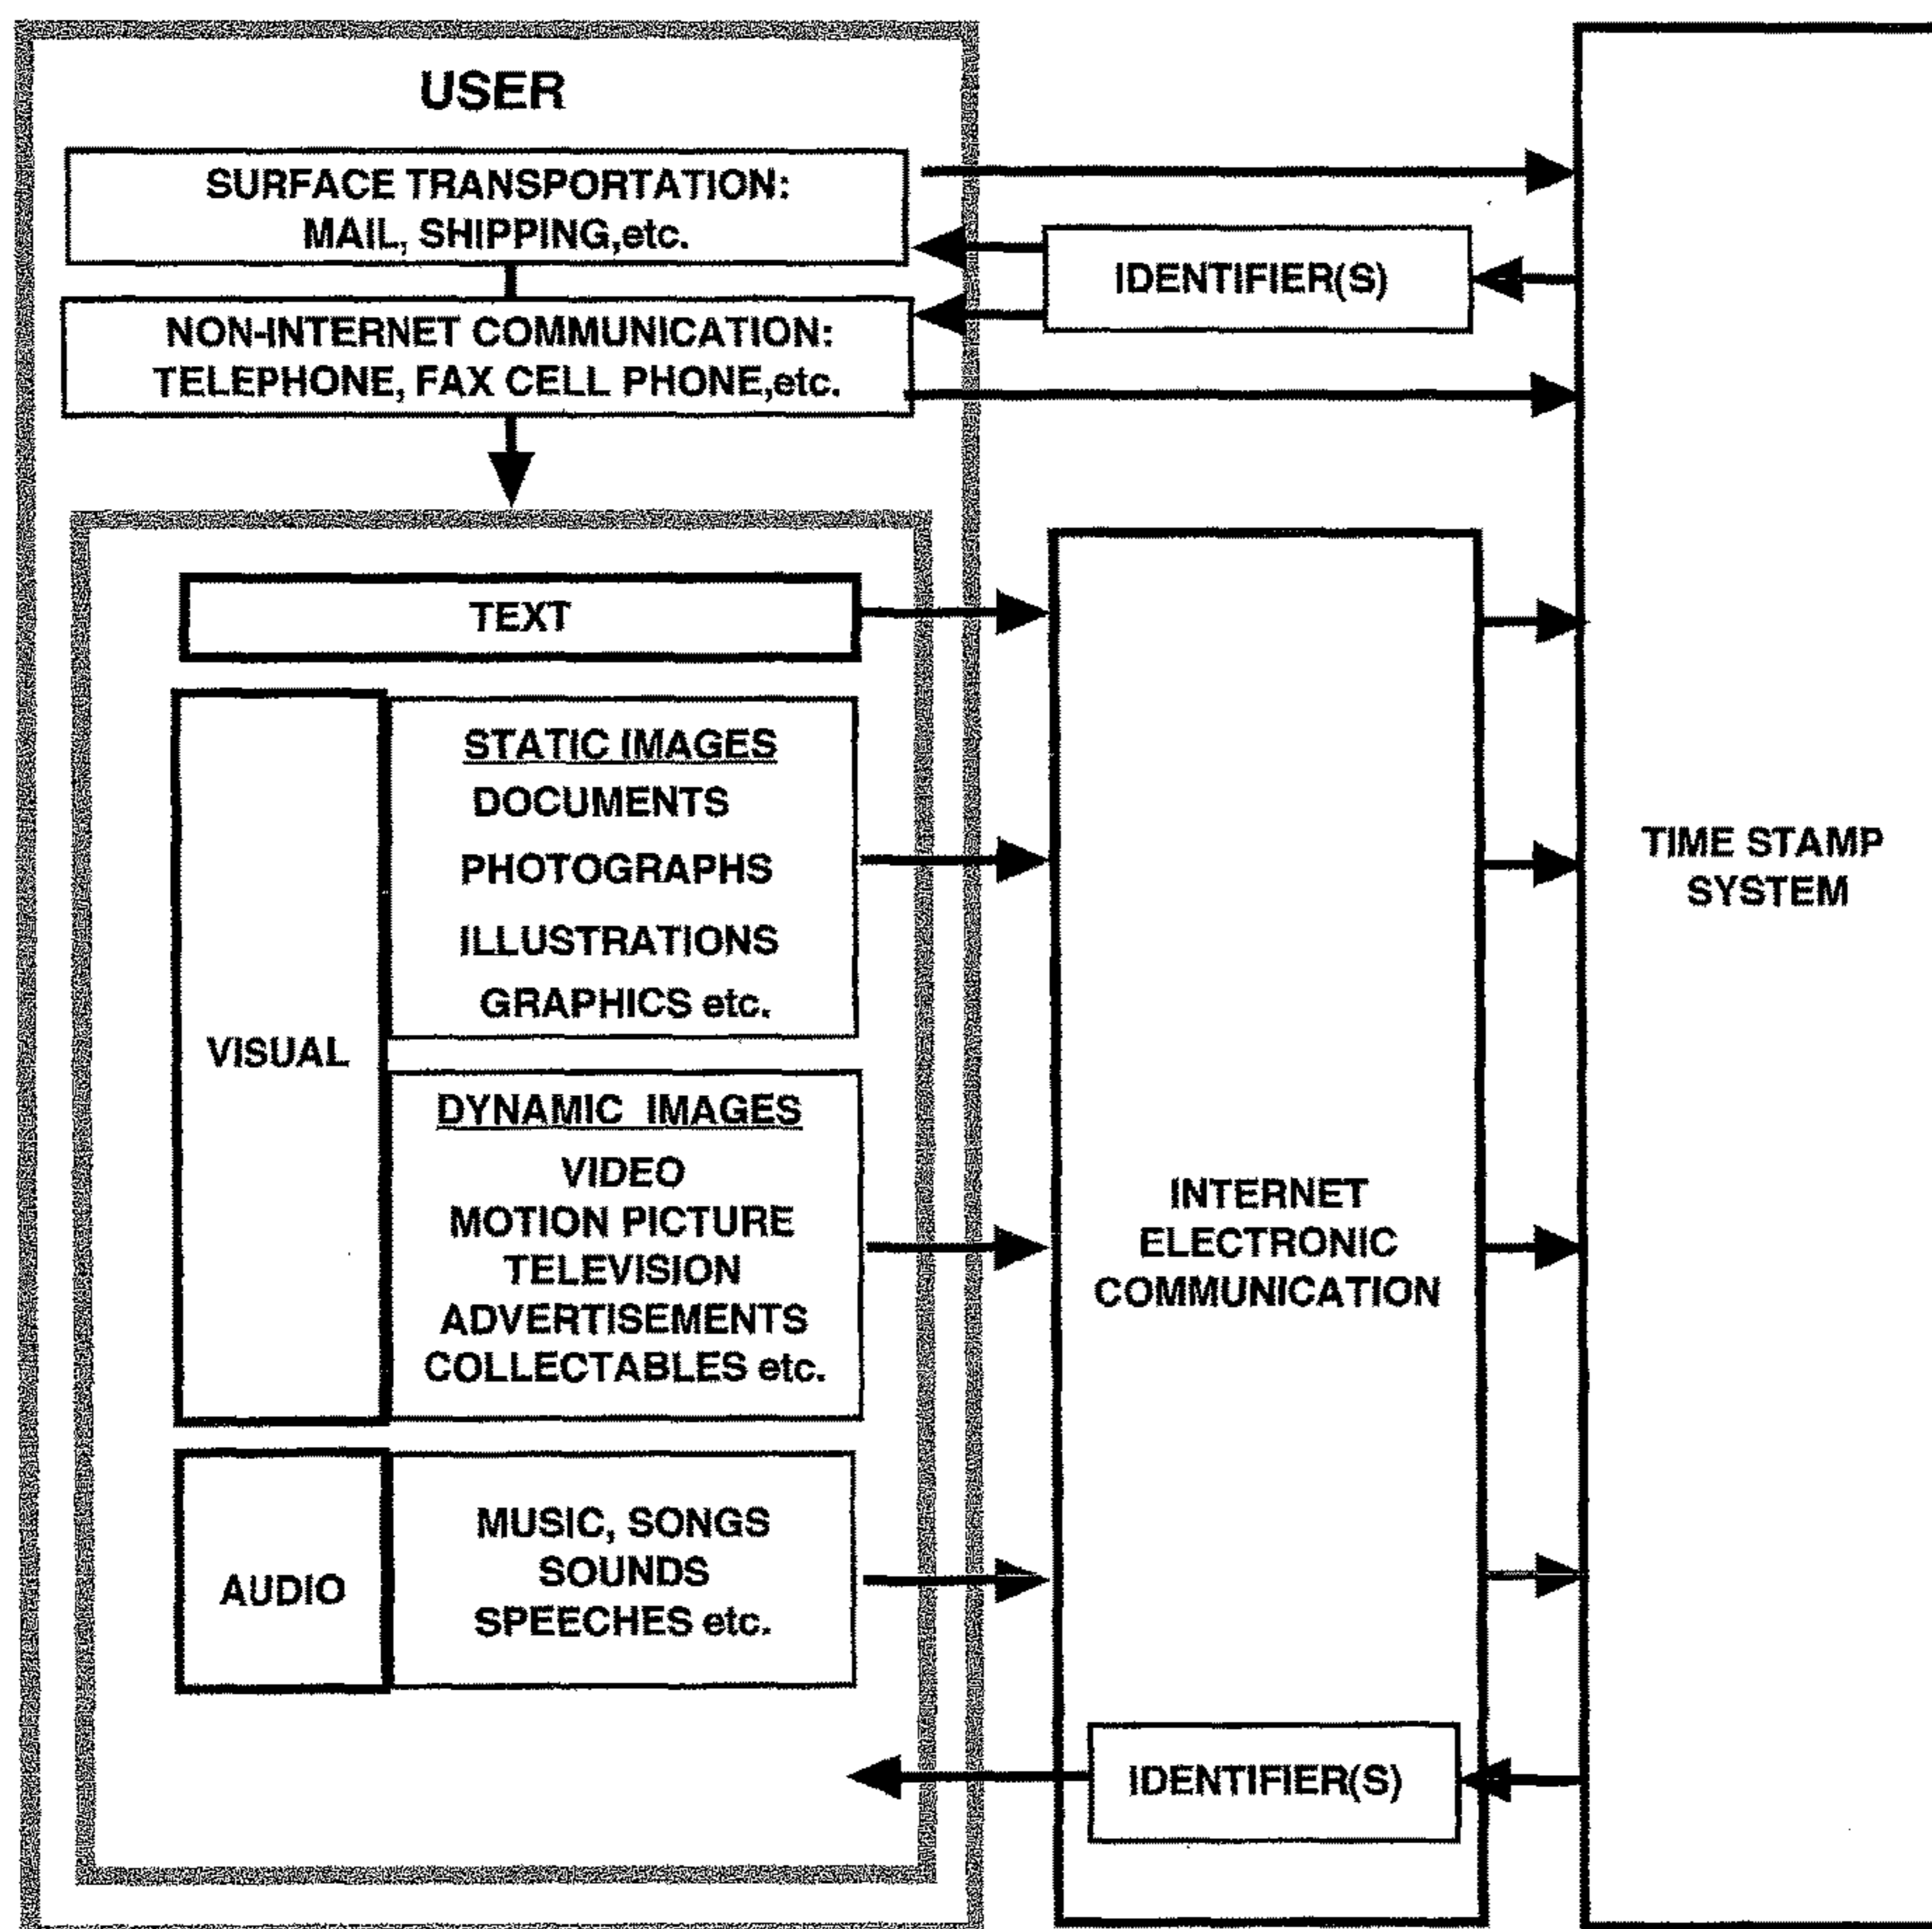 USER
SURFACE TRANSPORTATION:
MAIL, SHIPPING,etc.
IDENTIFIER(S)
NON-INTERNET COMMUNICATION:
TELEPHONE, FAX CELL PHONE,etc.
TEXT
VISUAL
STATIC IMAGES
DOCUMENTS
PHOTOGRAPHS
ILLUSTRATIONS
GRAPHICS etc.
DYNAMIC IMAGES
VIDEO
MOTION PICTURE
TELEVISION
ADVERTISEMENTS
COLLECTABLES etc.
AUDIO
MUSIC, SONGS
SOUNDS
SPEECHES etc.
INTERNET
ELECTRONIC
COMMUNICATION
IDENTIFIER(S)
TIME STAMP
SYSTEM